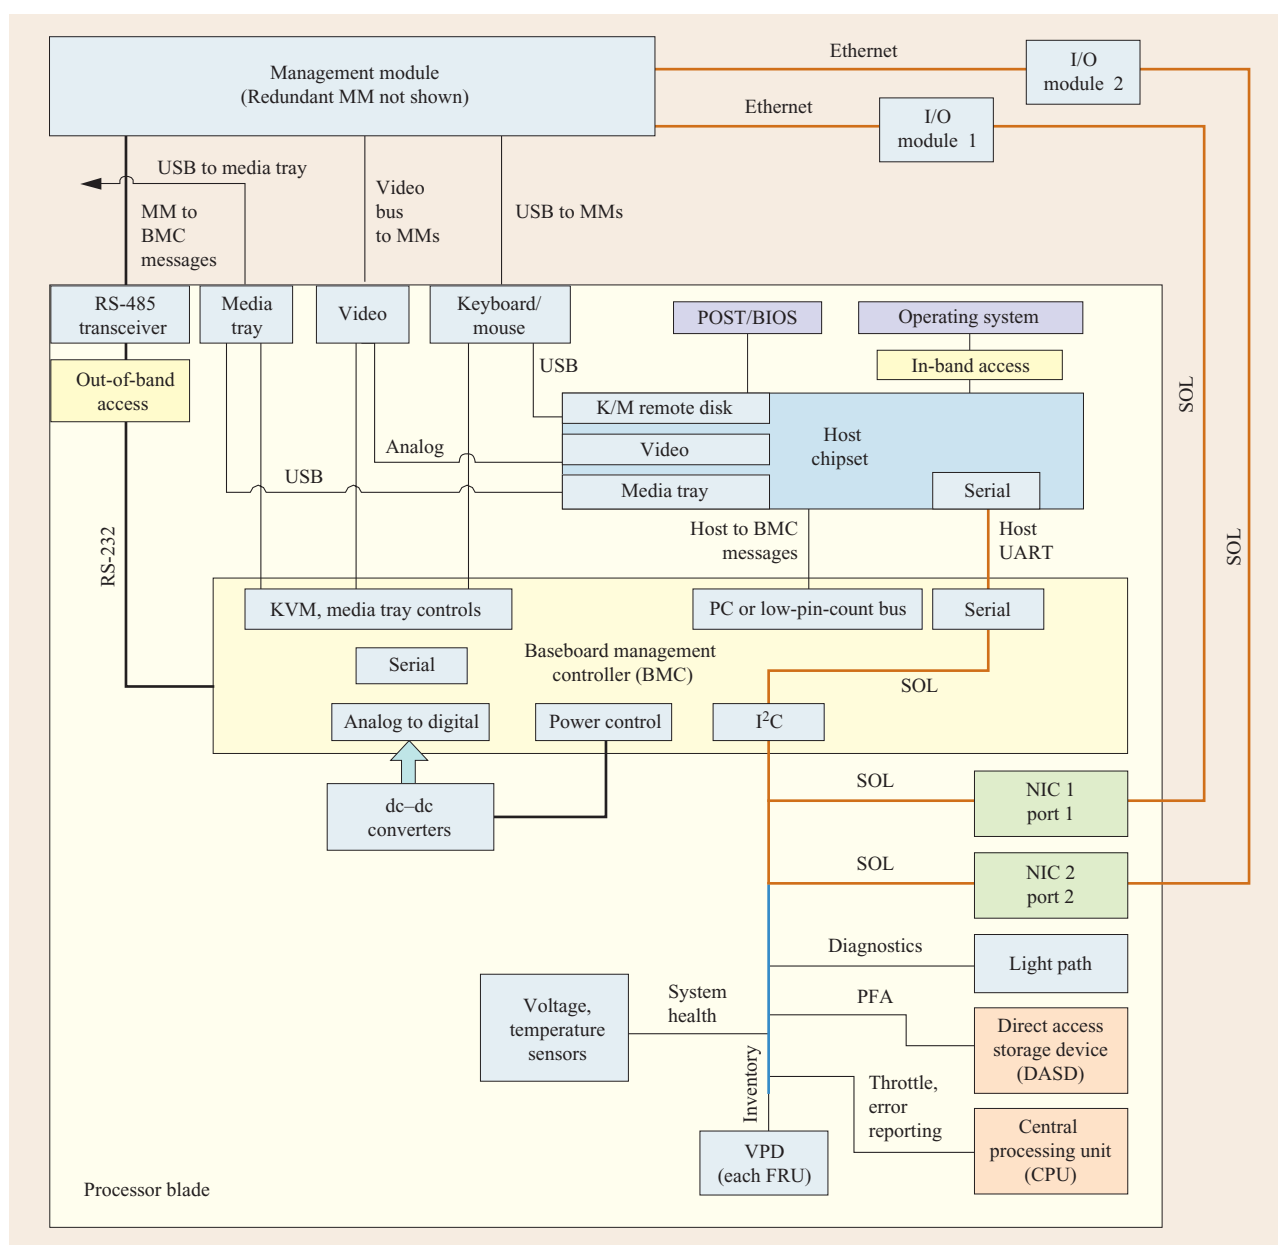 Management module
(Redundant MM not shown)
Ethernet
I/O
module 2
Ethernet
I/O
module 1
USB to media tray
MM to
BMC
messages
Video
bus
to MMs
USB to MMs
RS-485
transceiver
Media
tray
Video
Keyboard/
mouse
POST/BIOS
Operating system
Out-of-band
access
USB
In-band access
SOL
K/M remote disk
Host
chipset
Analog
Video
USB
Media tray
Serial
RS-232
Host to BMC
messages
Host
UART
SOL
KVM, media tray controls
PC or low-pin-count bus
Serial
Serial
Baseboard management
controller (BMC)
SOL
Analog to digital
Power control
I²C
dc–dc
converters
SOL
NIC 1
port 1
SOL
NIC 2
port 2
Diagnostics
Light path
Voltage,
temperature
sensors
System
health
PFA
Direct access
storage device
(DASD)
Inventory
Throttle,
error
reporting
Central
processing unit
(CPU)
VPD
(each FRU)
Processor blade